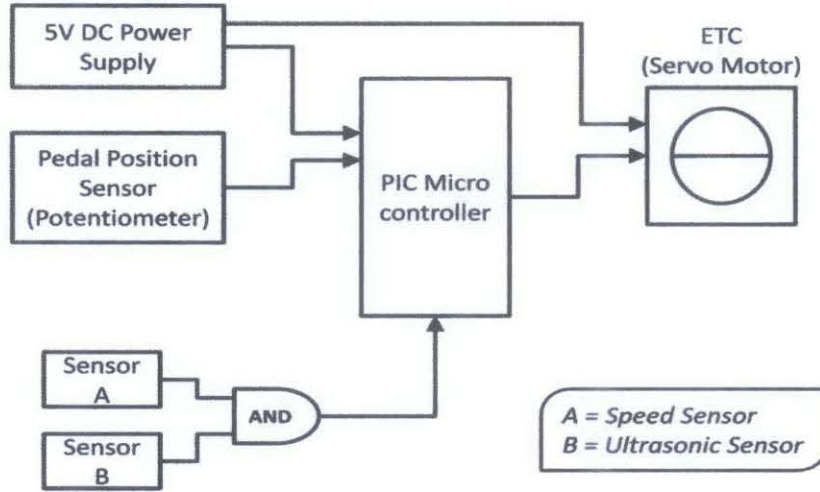 5V DC Power
Supply
ETC
(Servo Motor)
Pedal Position
Sensor
(Potentiometer)
PIC Micro
controller
Sensor
A
AND
Sensor
B
A = Speed Sensor
B = Ultrasonic Sensor